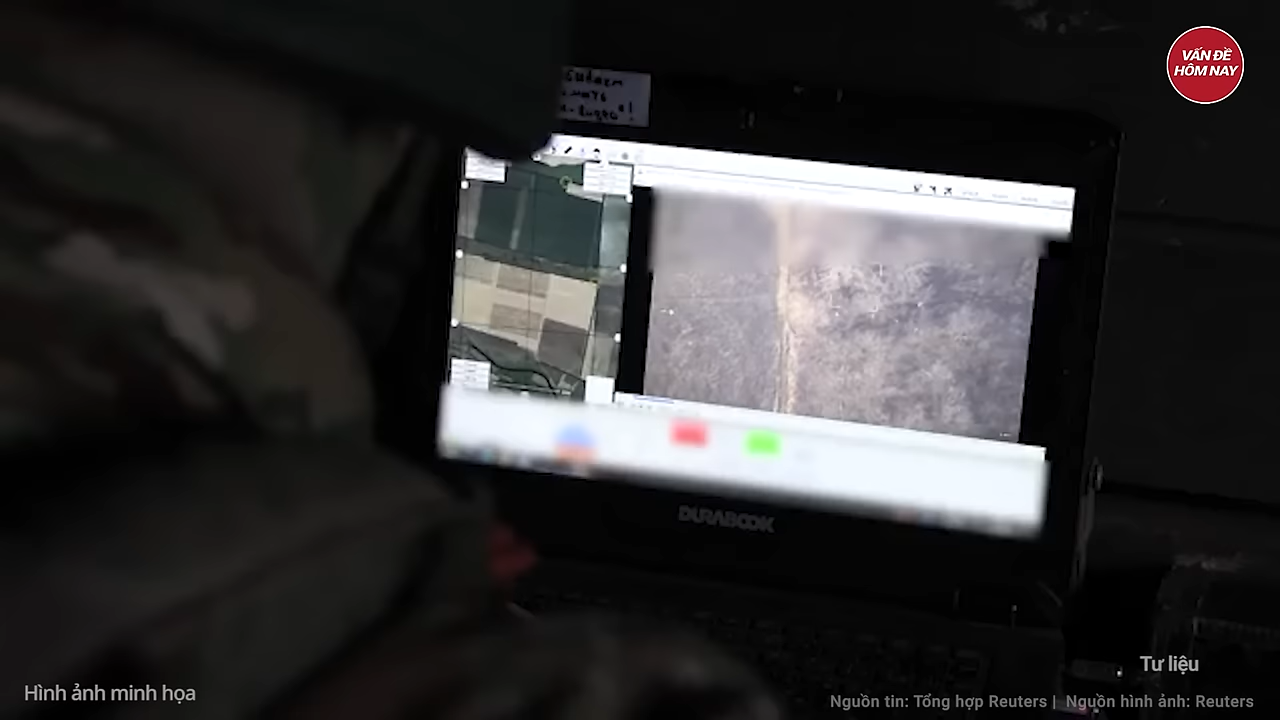 VẤN ĐỀ
HÔM NAY
DURABOOK
Tư liệu
Hình ảnh minh họa
Nguồn tin: Tổng hợp Reuters | Nguồn hình ảnh: Reuters